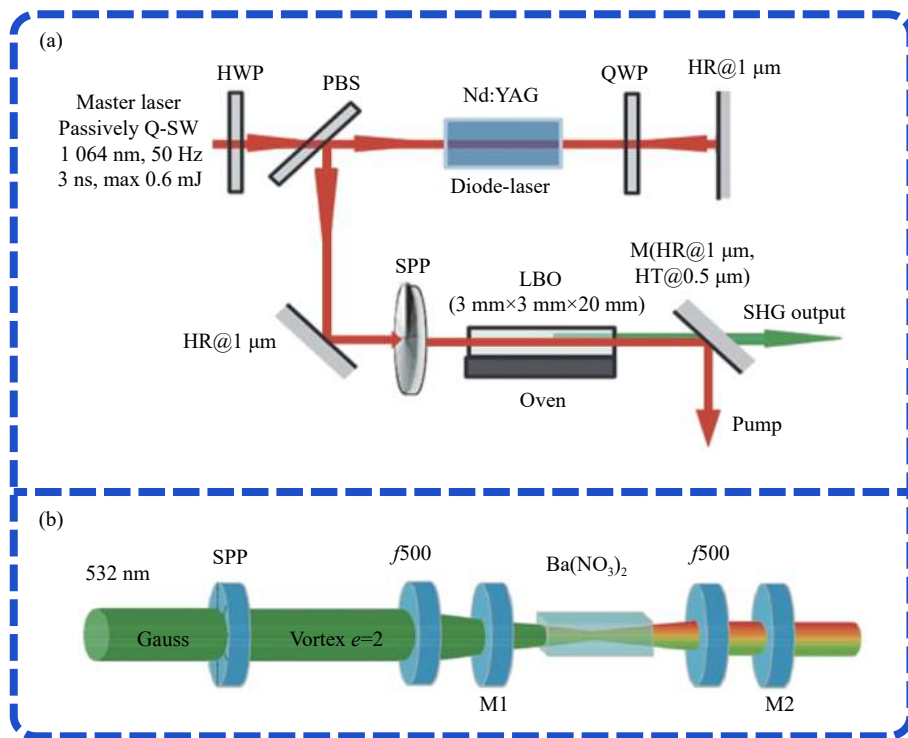 (a)
HWP
PBS
Nd:YAG
QWP
HR@1 μm
Master laser
Passively Q-SW
1 064 nm, 50 Hz
3 ns, max 0.6 mJ
Diode-laser
SPP
LBO
(3 mm×3 mm×20 mm)
M(HR@1 μm,
HT@0.5 μm)
SHG output
HR@1 μm
Oven
Pump
(b)
532 nm
SPP
f500
Ba(NO₃)₂
f500
Gauss
Vortex e=2
M1
M2